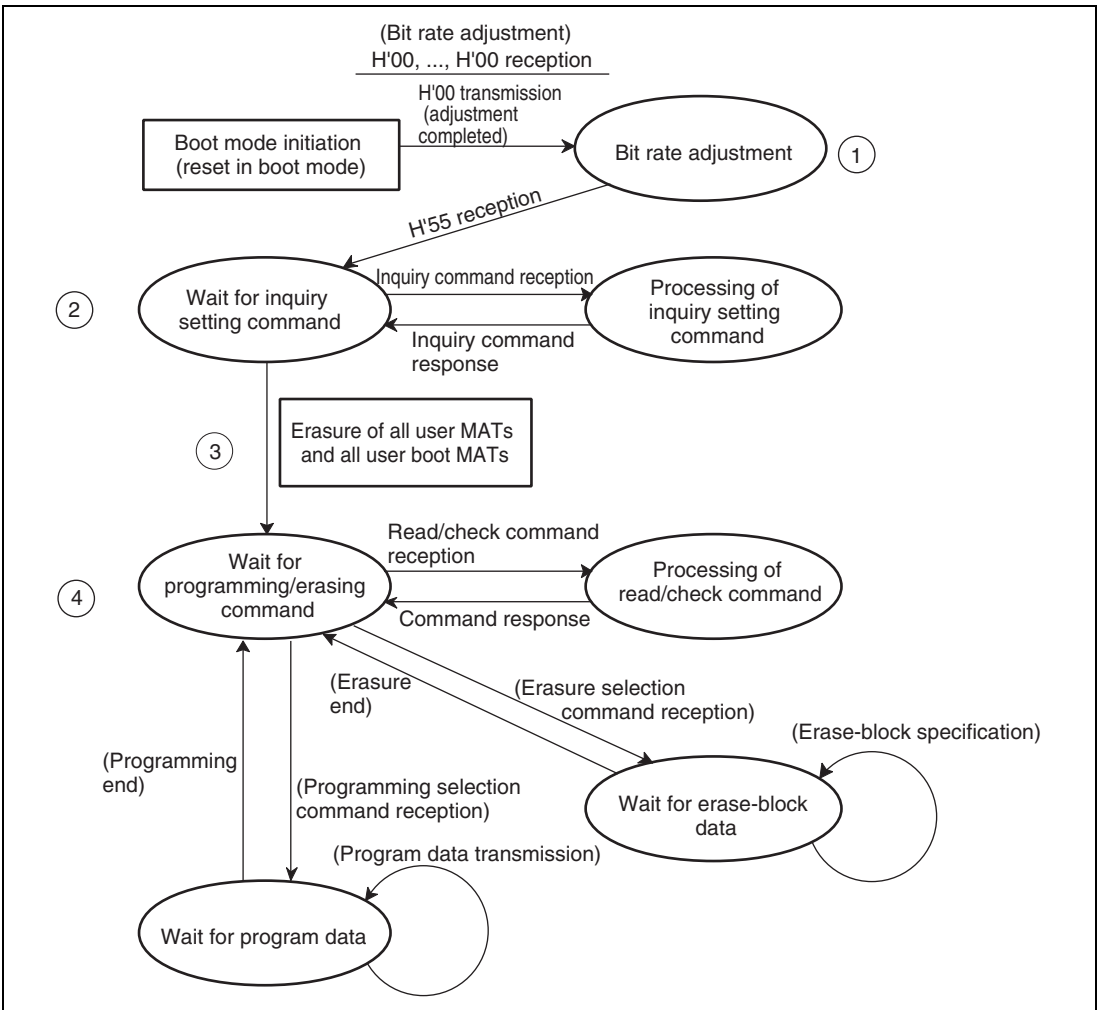 (Bit rate adjustment)
H'00, ..., H'00 reception
H'00 transmission
(adjustment
completed)
Boot mode initiation
(reset in boot mode)
Bit rate adjustment
1
H'55 reception
2
Wait for inquiry
setting command
Inquiry command reception
Processing of
inquiry setting
command
Inquiry command
response
3
Erasure of all user MATs
and all user boot MATs
4
Wait for
programming/erasing
command
Read/check command
reception
Processing of
read/check command
Command response
(Erasure
end)
(Erasure selection
command reception)
(Erase-block specification)
(Programming
end)
(Programming selection
command reception)
Wait for erase-block
data
(Program data transmission)
Wait for program data